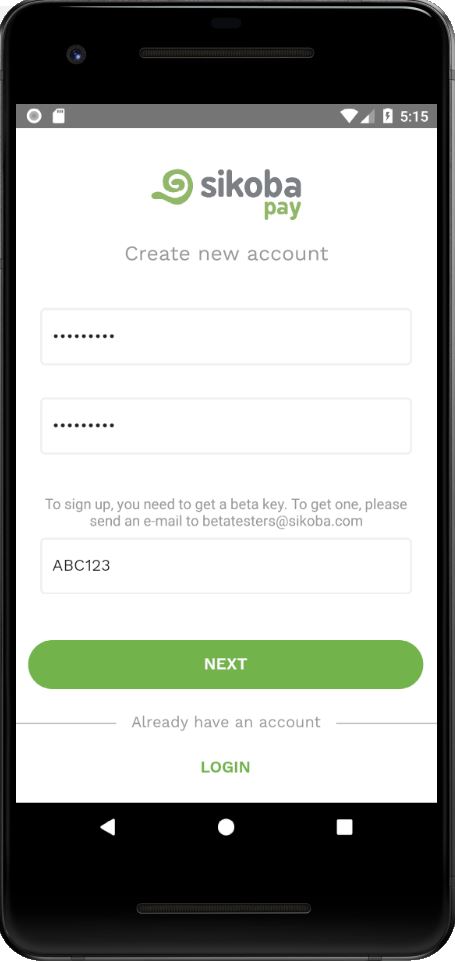 5:15
sikoba
pay
Create new account
•••••••••
•••••••••
To sign up, you need to get a beta key. To get one, please
send an e-mail to betatesters@sikoba.com
ABC123
NEXT
Already have an account
LOGIN